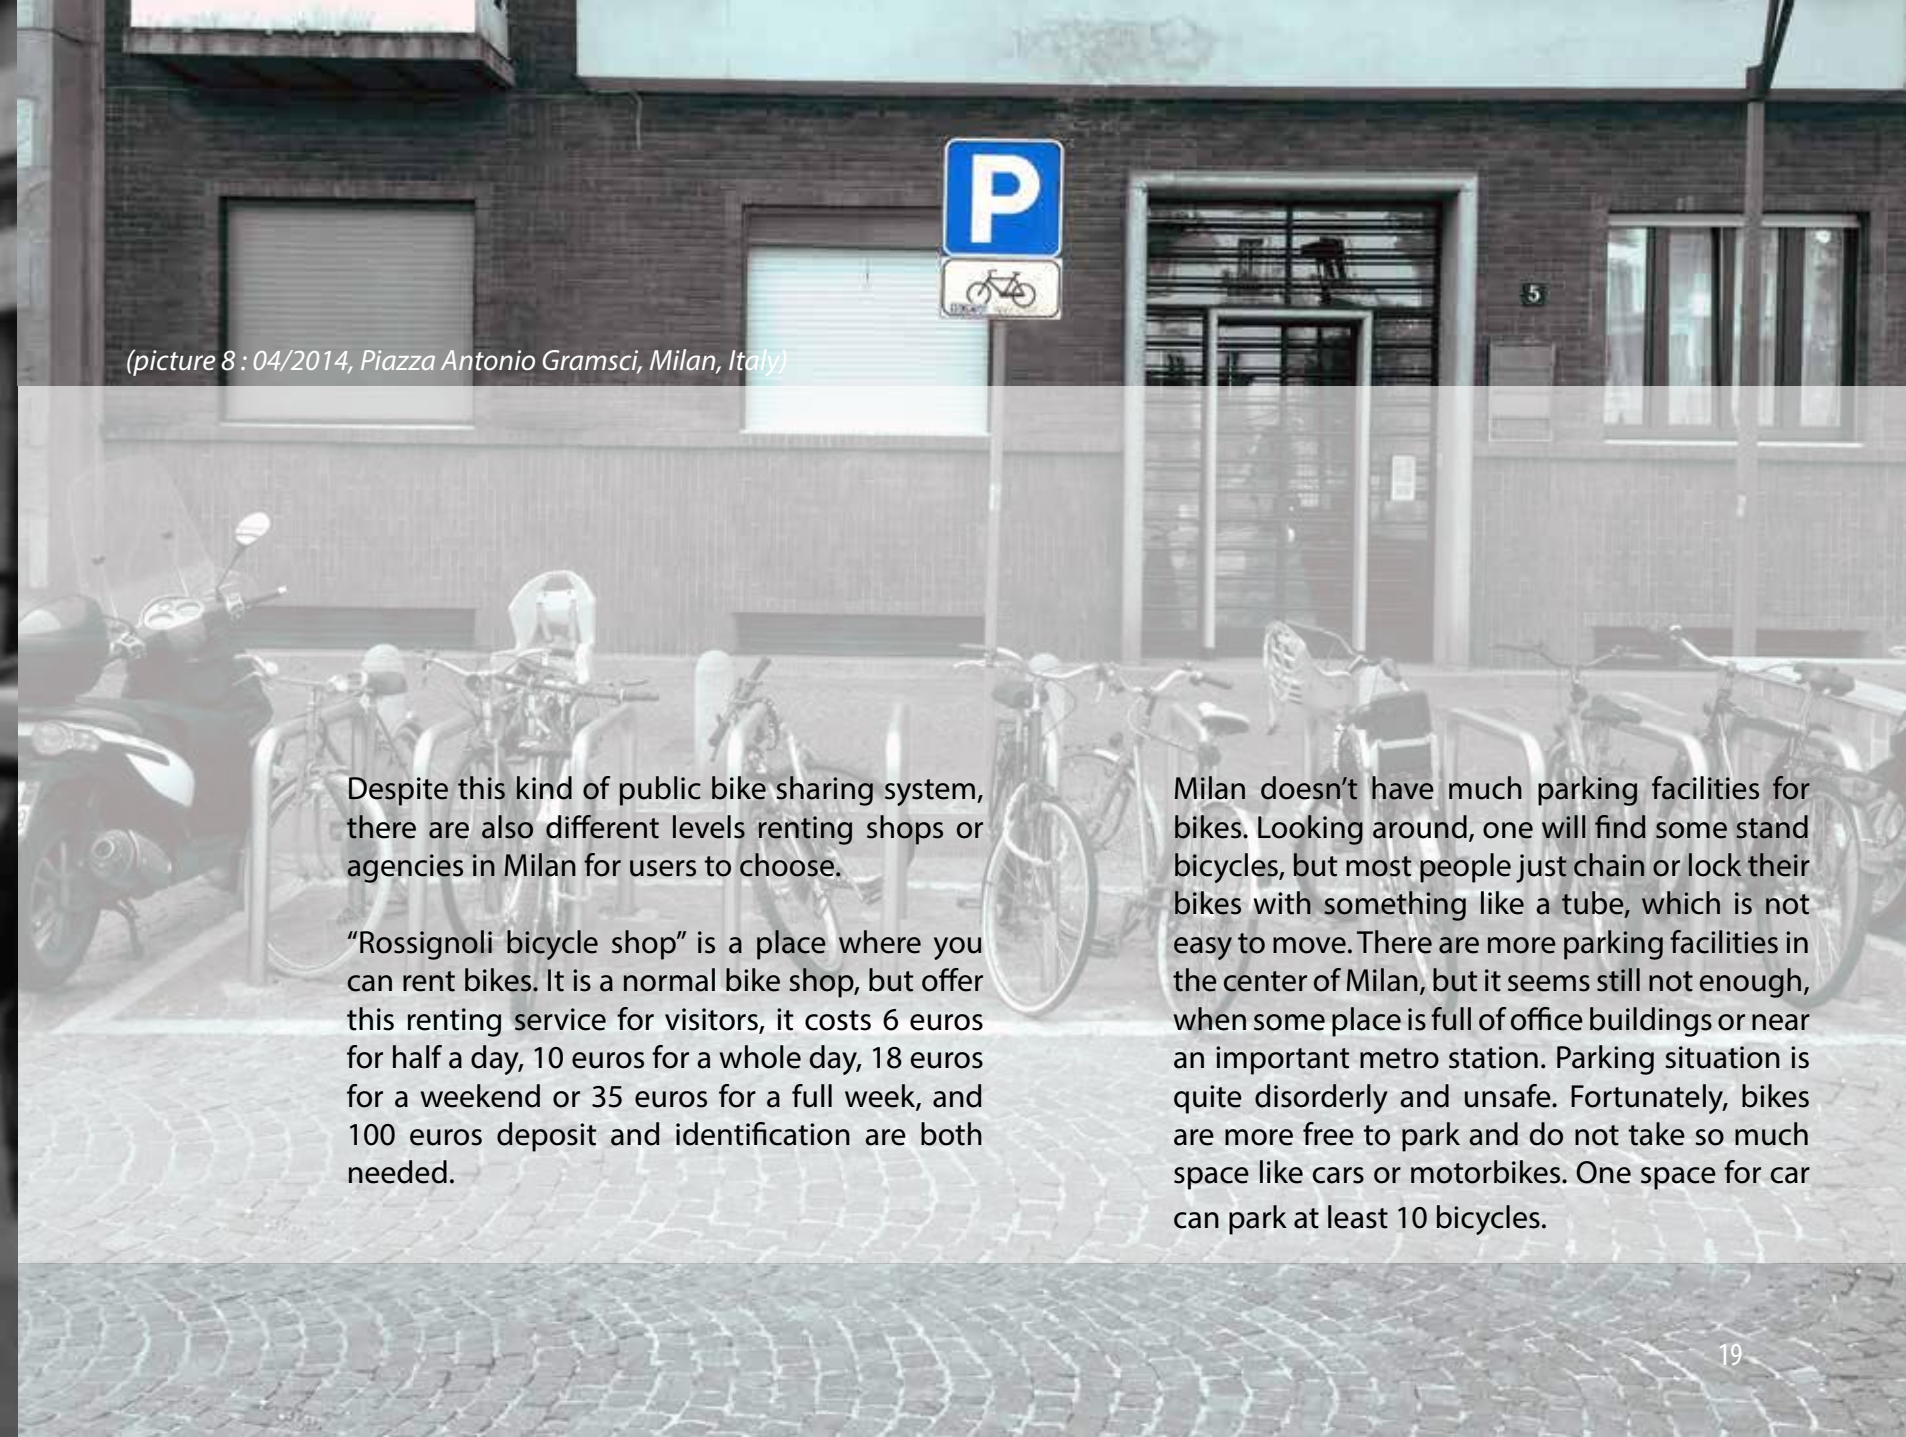 P
5
(picture 8 : 04/2014, Piazza Antonio Gramsci, Milan, Italy)
Despite this kind of public bike sharing system,
there are also different levels renting shops or
agencies in Milan for users to choose.
“Rossignoli bicycle shop” is a place where you
can rent bikes. It is a normal bike shop, but offer
this renting service for visitors, it costs 6 euros
for half a day, 10 euros for a whole day, 18 euros
for a weekend or 35 euros for a full week, and
100 euros deposit and identification are both
needed.
Milan doesn’t have much parking facilities for
bikes. Looking around, one will find some stand
bicycles, but most people just chain or lock their
bikes with something like a tube, which is not
easy to move. There are more parking facilities in
the center of Milan, but it seems still not enough,
when some place is full of office buildings or near
an important metro station. Parking situation is
quite disorderly and unsafe. Fortunately, bikes
are more free to park and do not take so much
space like cars or motorbikes. One space for car
can park at least 10 bicycles.
19